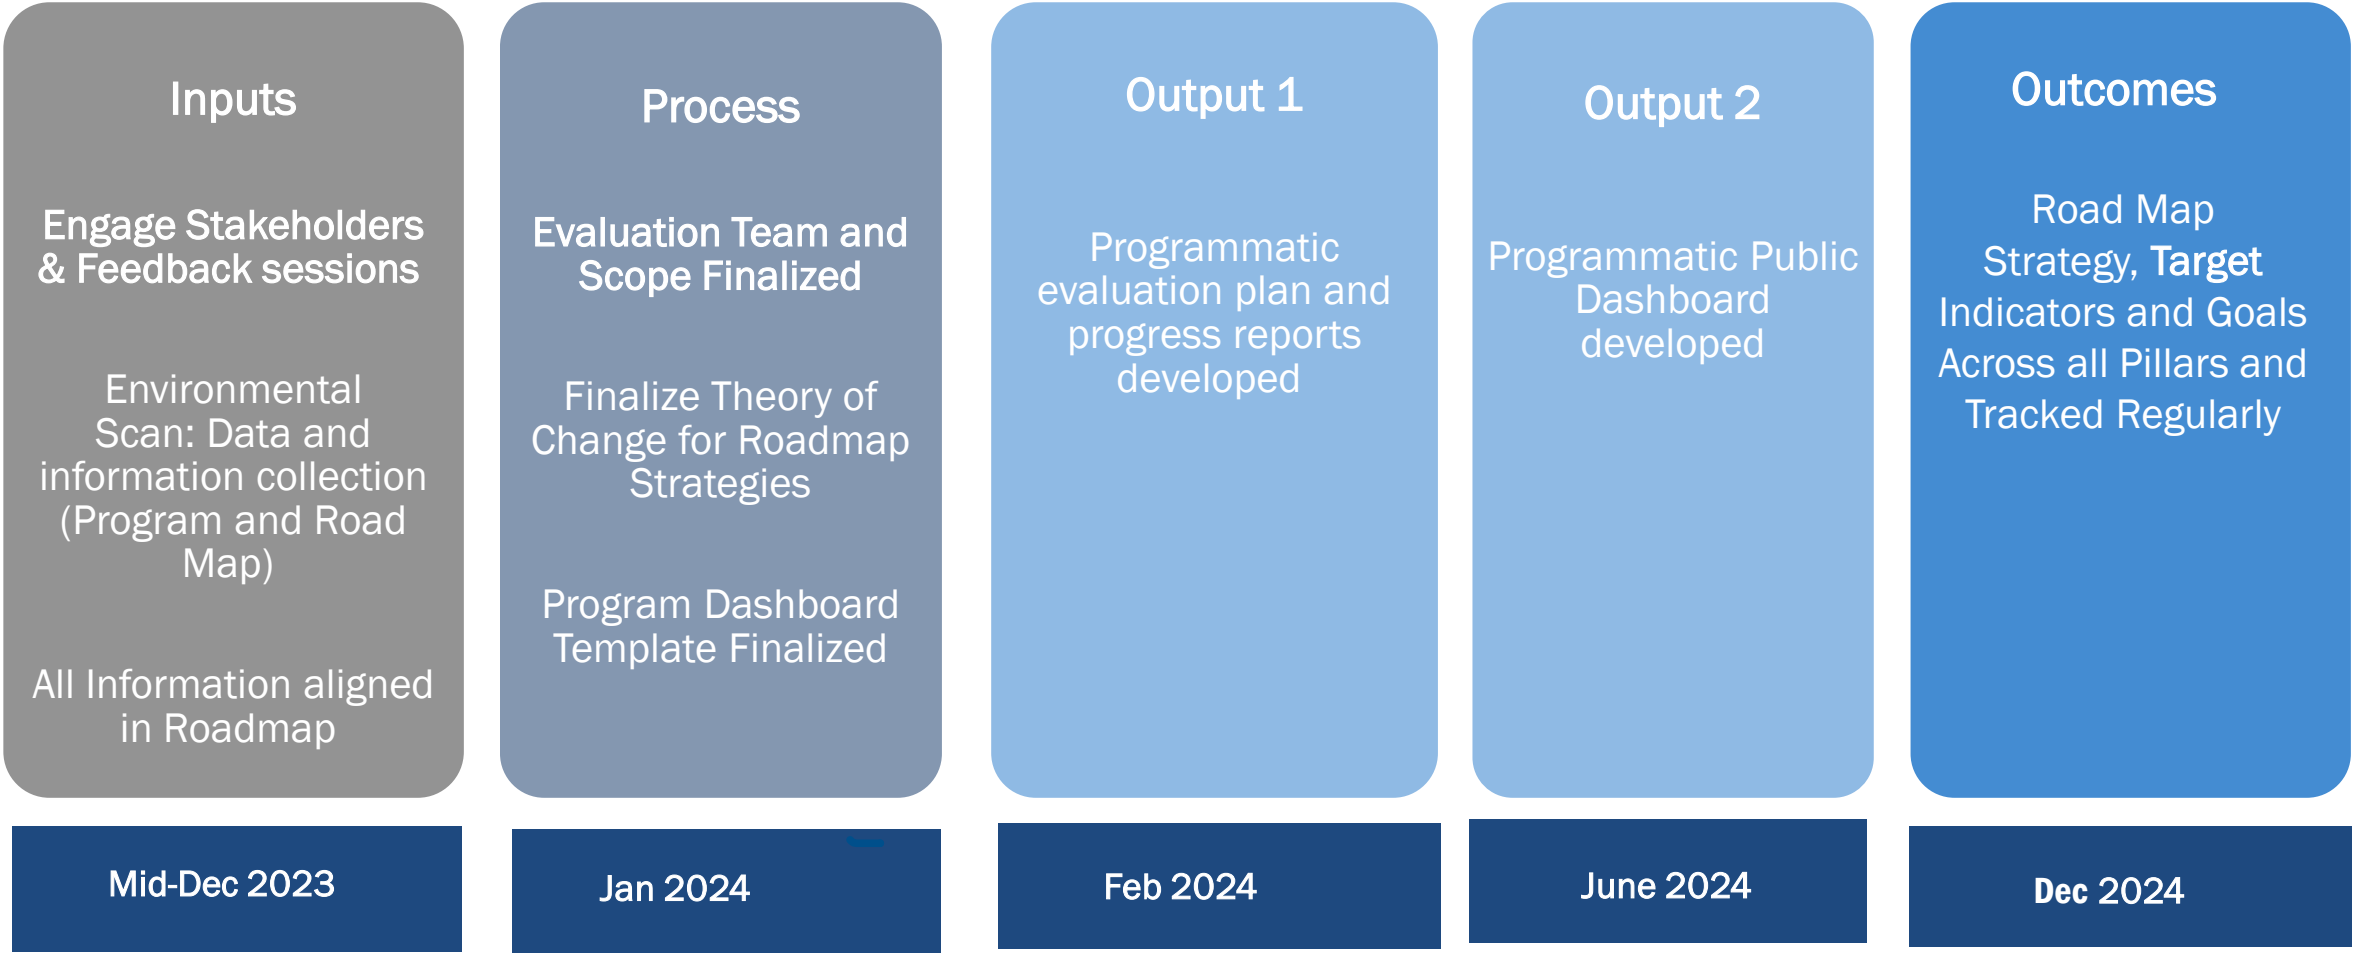 Inputs
Engage Stakeholders
& Feedback sessions
Environmental
Scan: Data and
information collection
(Program and Road
Map)
All Information aligned
in Roadmap
Mid-Dec 2023
Process
Evaluation Team and
Scope Finalized
Finalize Theory of
Change for Roadmap
Strategies
Program Dashboard
Template Finalized
Jan 2024
Output 1
Programmatic
evaluation plan and
progress reports
developed
Feb 2024
Output 2
Programmatic Public
Dashboard
developed
June 2024
Outcomes
Road Map
Strategy, Target
Indicators and Goals
Across all Pillars and
Tracked Regularly
Dec 2024